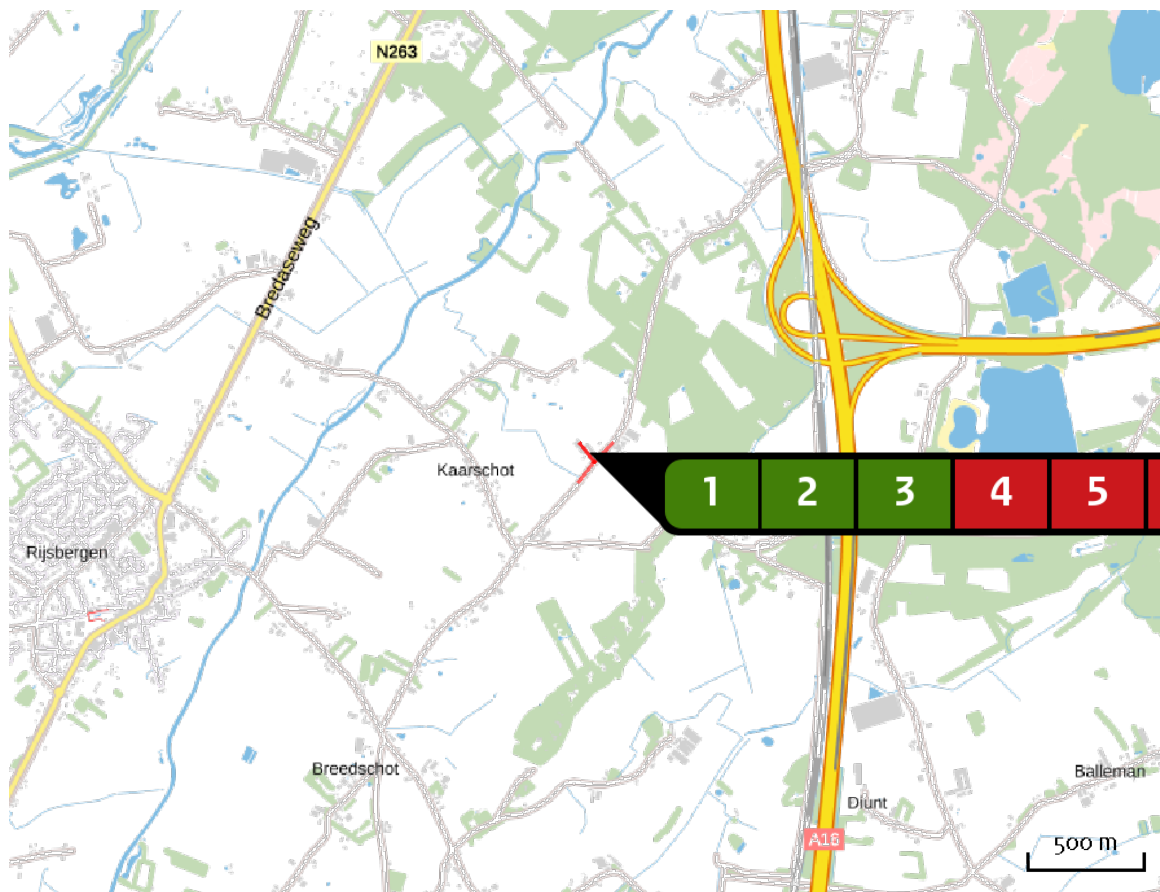 N263
Bredaseweg
Kaarschot
1 2 3 4 5
Rijsbergen
Breedschot
Balleman
Diunt
A16
500 m